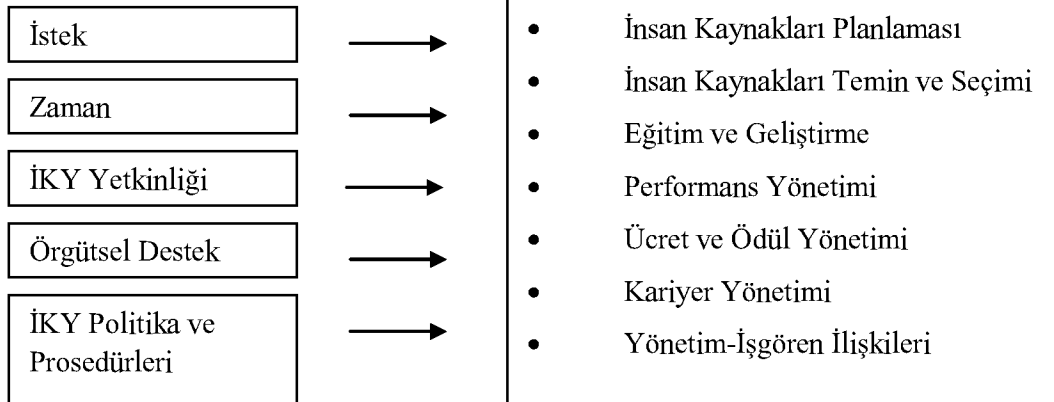 İstek
Zaman
İKY Yetkinliği
Örgütsel Destek
İKY Politika ve
Prosedürleri
• İnsan Kaynakları Planlaması
• İnsan Kaynakları Temin ve Seçimi
• Eğitim ve Geliştirme
• Performans Yönetimi
• Ücret ve Ödül Yönetimi
• Kariyer Yönetimi
• Yönetim-İşgören İlişkileri